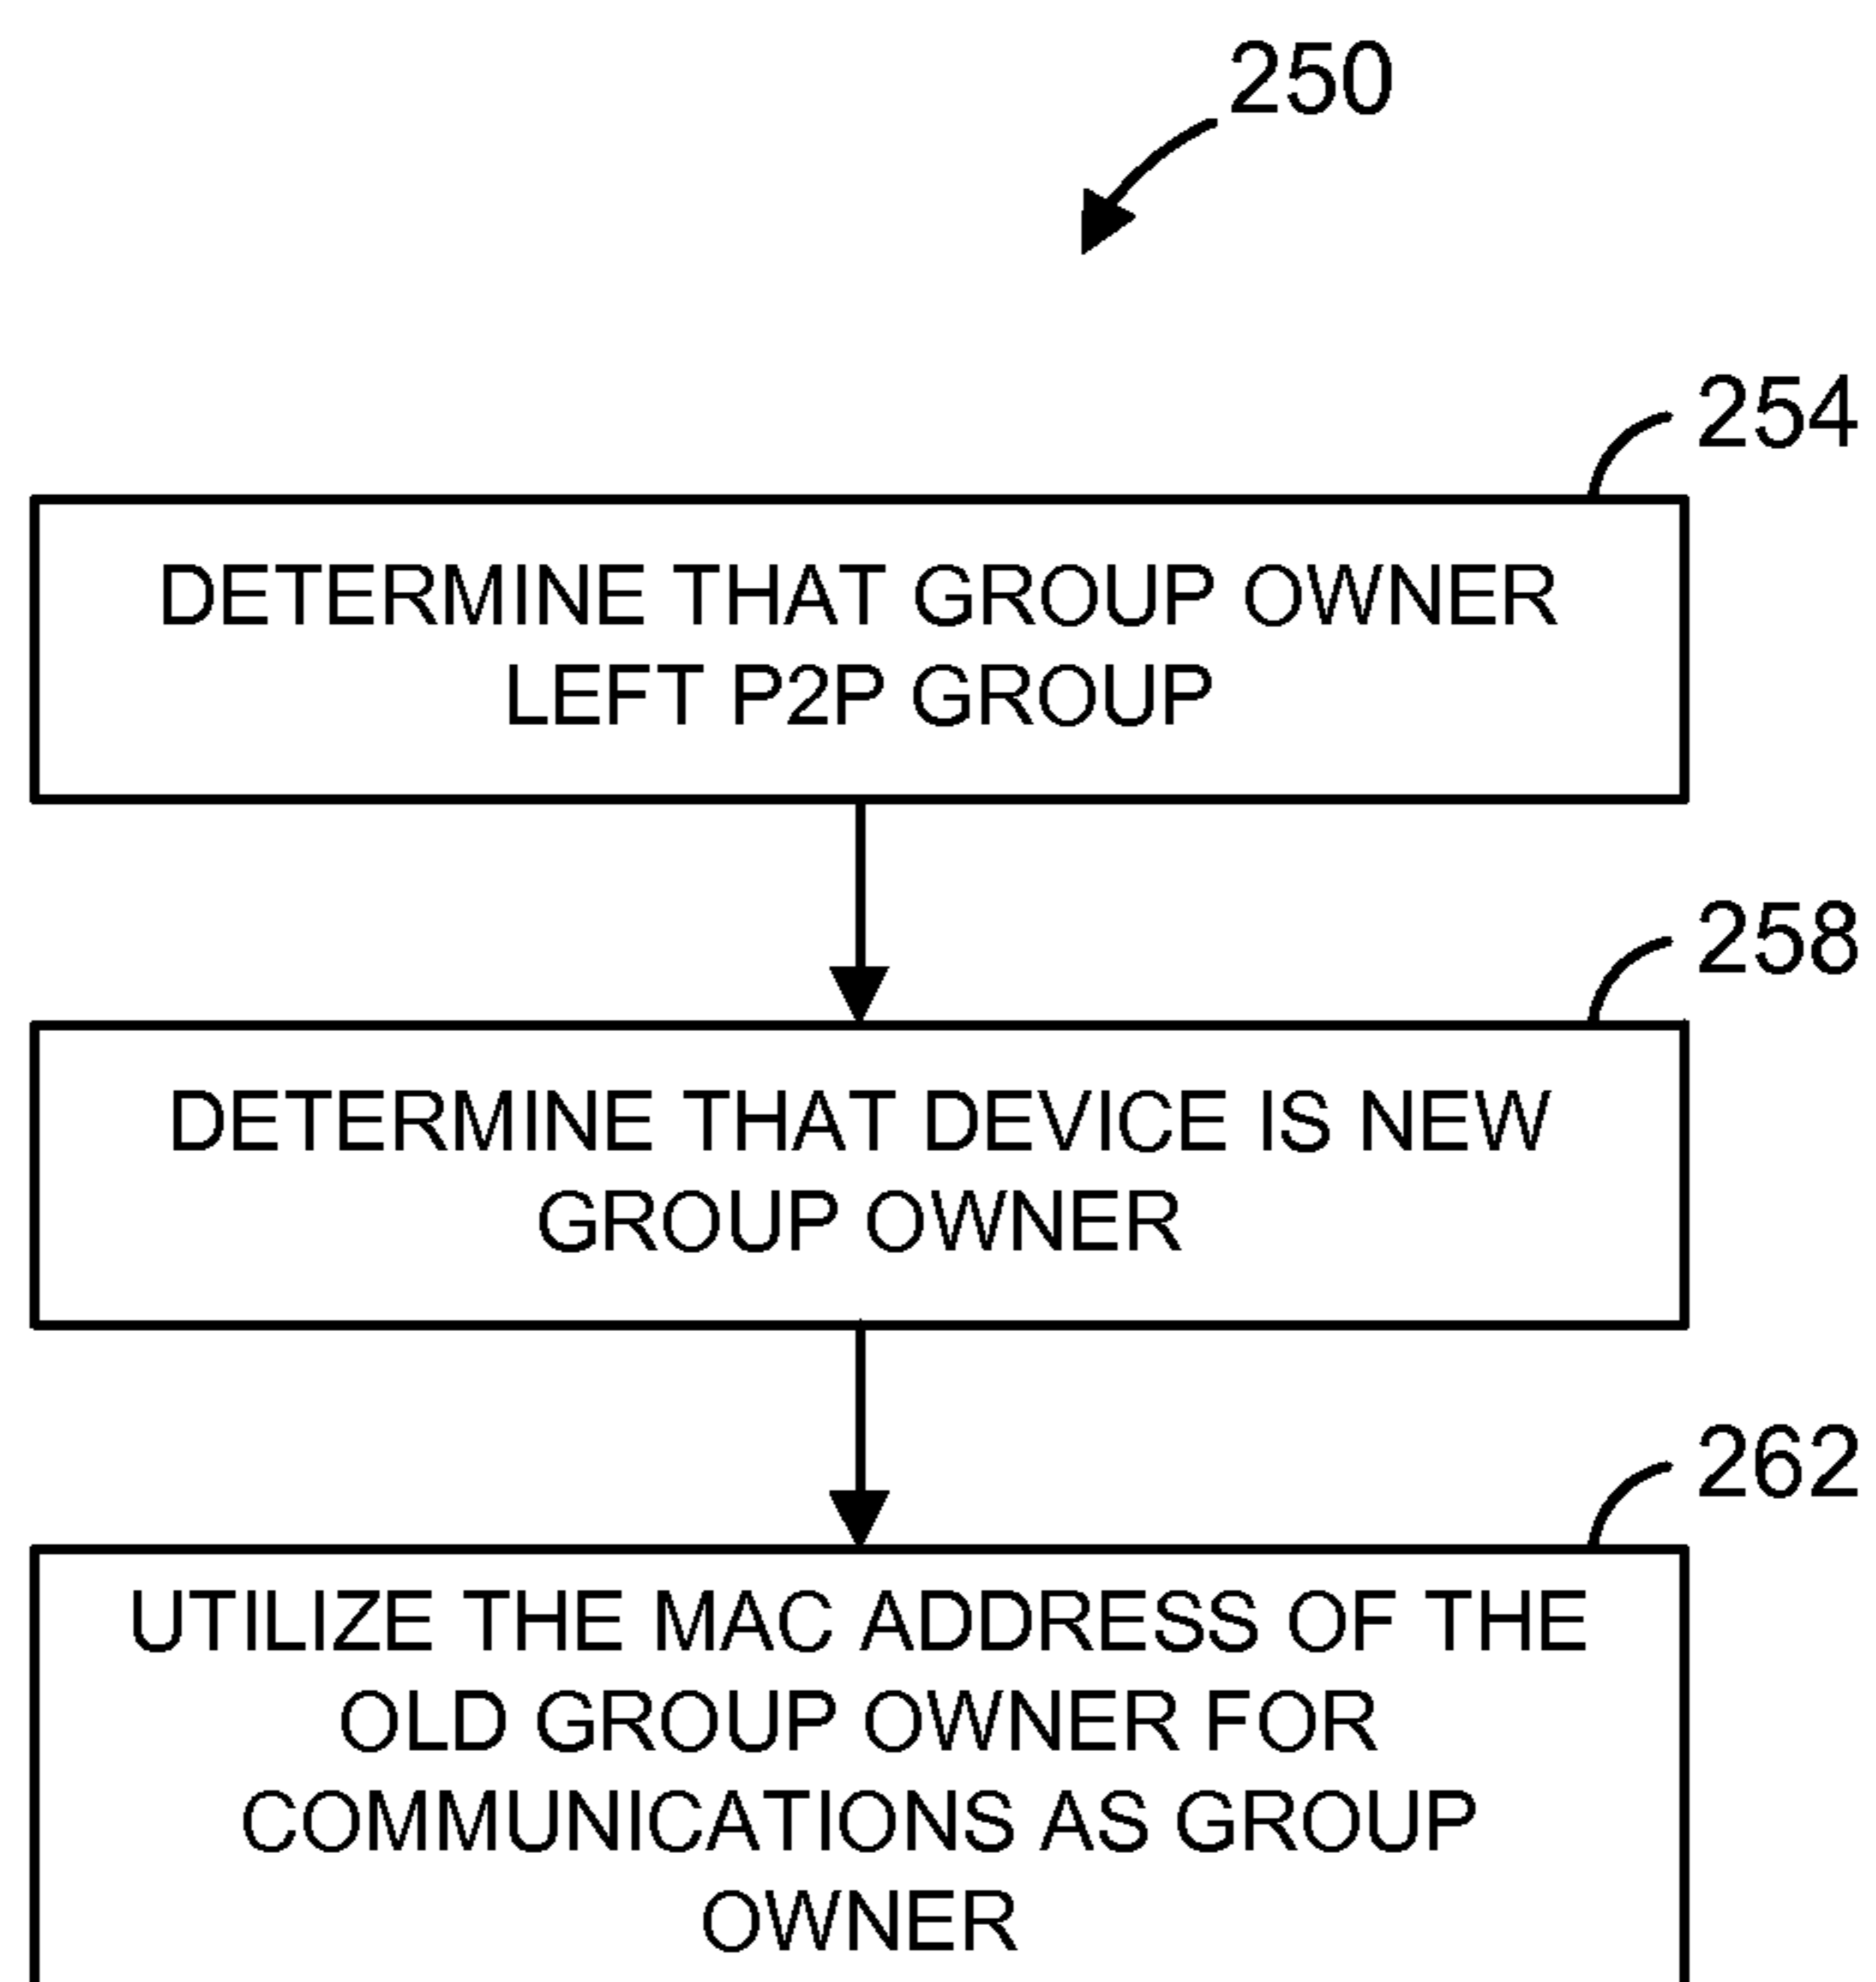 250
254
DETERMINE THAT GROUP OWNER
LEFT P2P GROUP
258
DETERMINE THAT DEVICE IS NEW
GROUP OWNER
262
UTILIZE THE MAC ADDRESS OF THE
OLD GROUP OWNER FOR
COMMUNICATIONS AS GROUP
OWNER